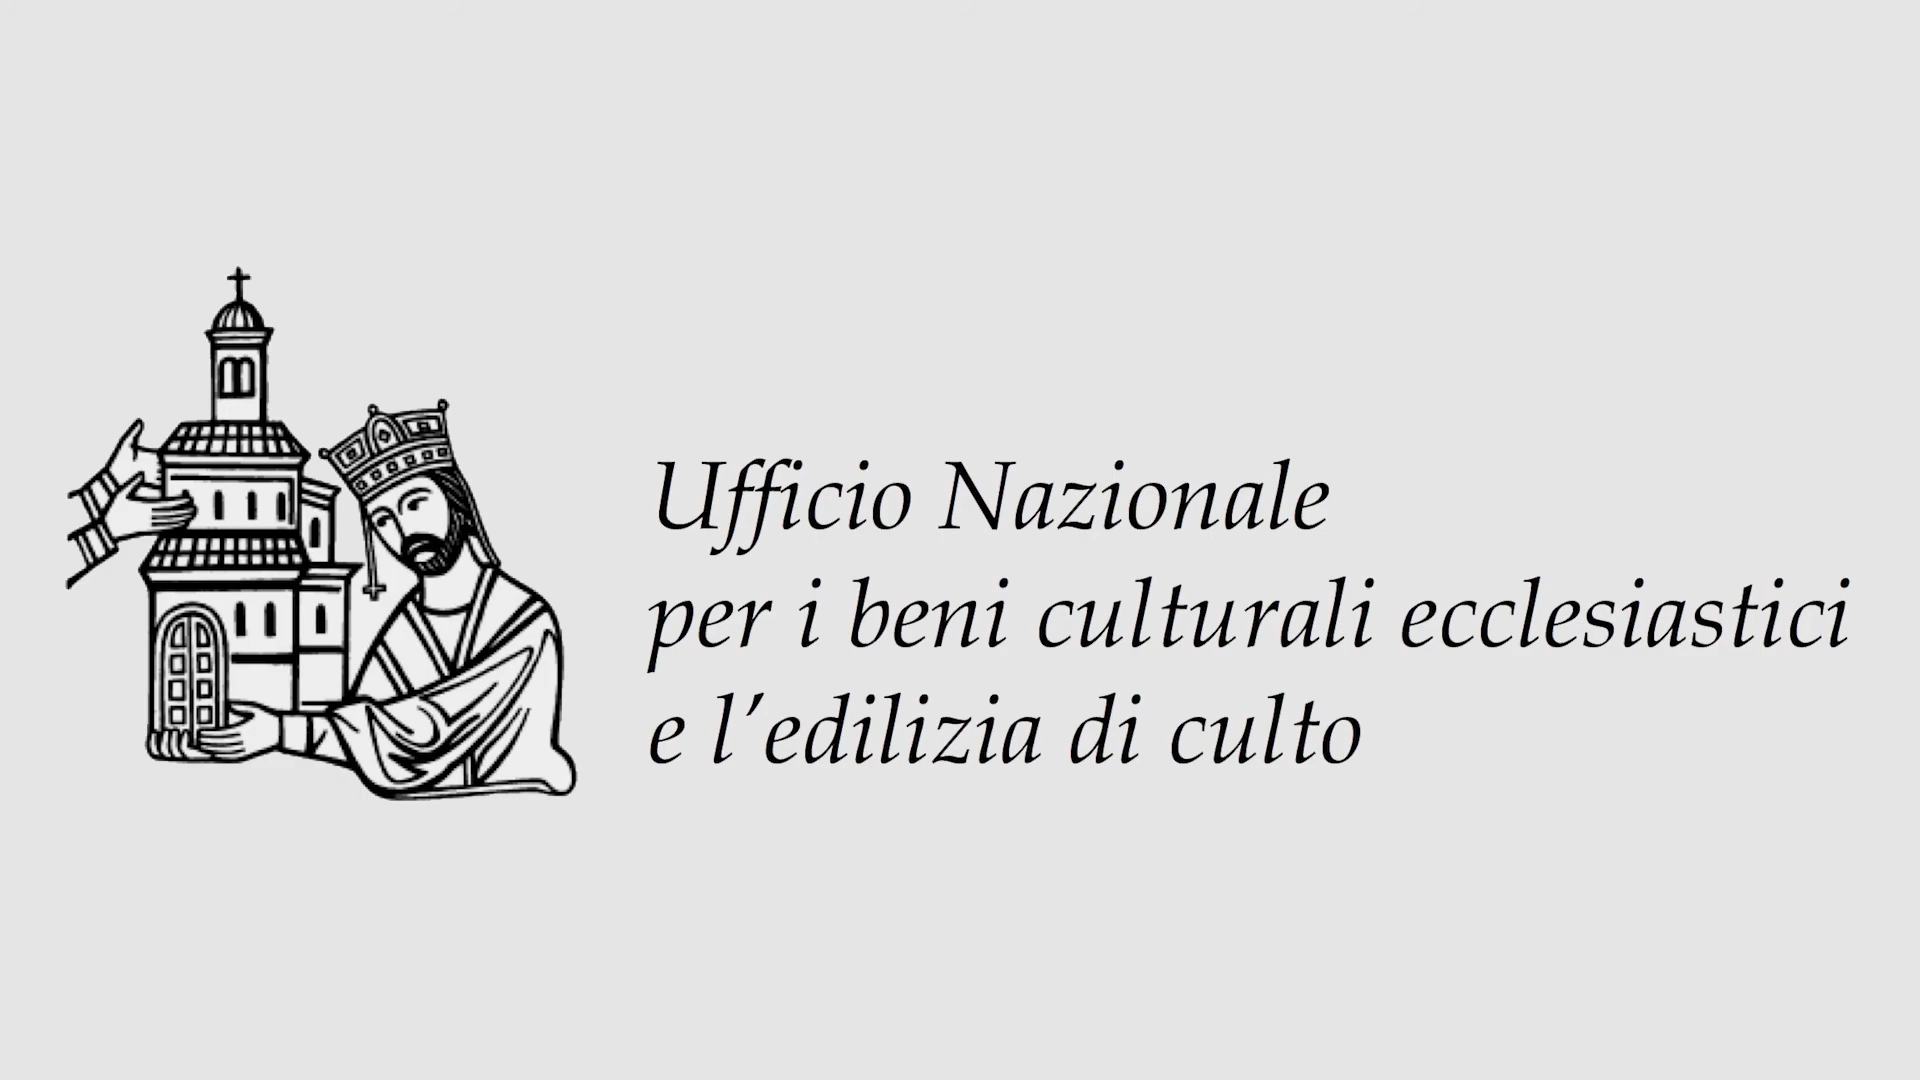 Ufficio Nazionale
per i beni culturali ecclesiastici
e l’edilizia di culto